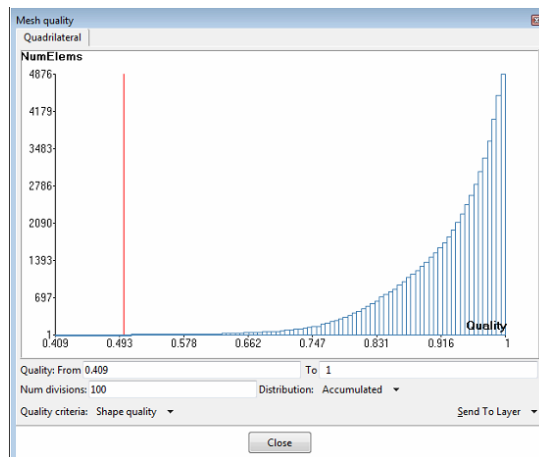 Mesh quality
Quadrilateral
NumElems
4876
4179
3483
2786
2090
1393
697
1
0.409 0.493 0.578 0.662 0.747 0.831 0.916 1
Quality
Quality: From 0.409 To 1
Num divisions: 100 Distribution: Accumulated
Quality criteria: Shape quality Send To Layer
Close